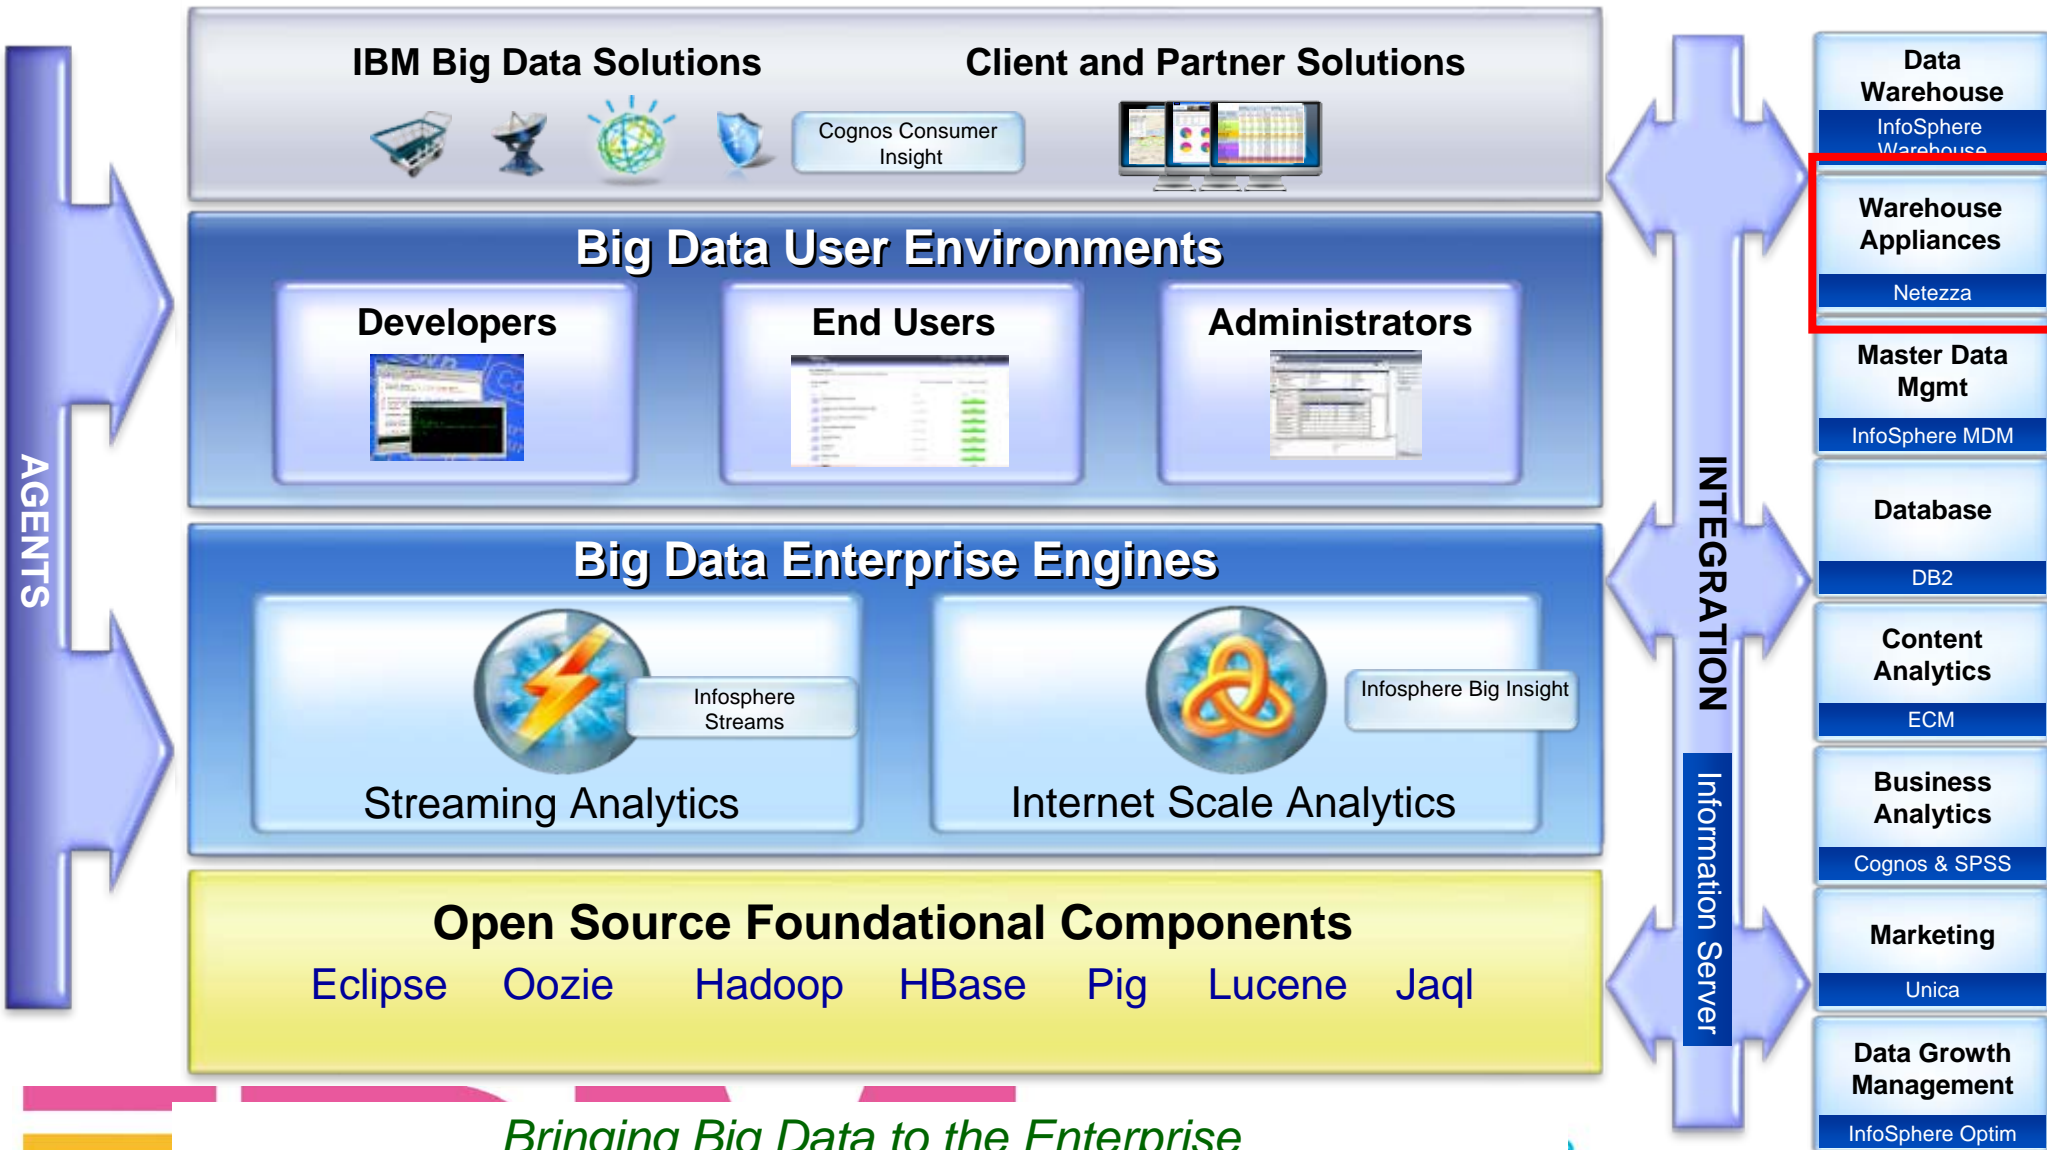 IBM Big Data Solutions
Client and Partner Solutions
Cognos Consumer
Insight
Big Data User Environments
Developers
End Users
Administrators
Big Data Enterprise Engines
Infosphere
Streams
Streaming Analytics
Infosphere Big Insight
Internet Scale Analytics
Open Source Foundational Components
Eclipse Oozie Hadoop HBase Pig Lucene Jaql
Bringing Big Data to the Enterprise
AGENTS
INTEGRATION
Information Server
Data
Warehouse
InfoSphere
Warehouse
Warehouse
Appliances
Netezza
Master Data
Mgmt
InfoSphere MDM
Database
DB2
Content
Analytics
ECM
Business
Analytics
Cognos & SPSS
Marketing
Unica
Data Growth
Management
InfoSphere Optim